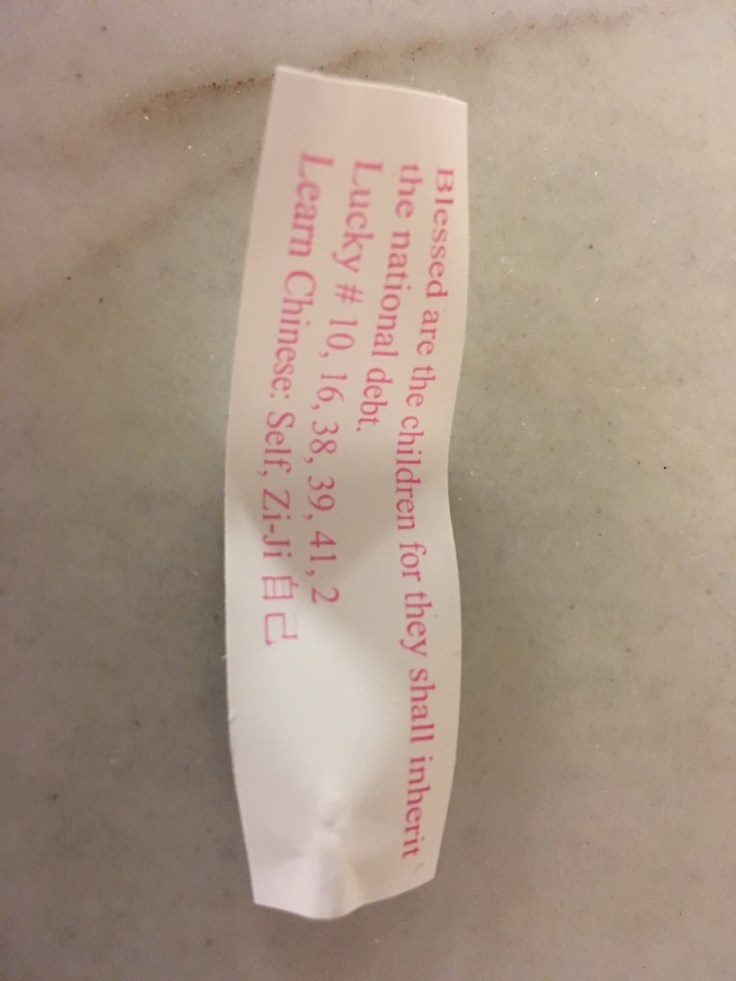 Blessed are the children for they shall inherit
the national debt.
Lucky # 10, 16, 38, 39, 41, 2
Learn Chinese: Self, Zi-Ji 自己